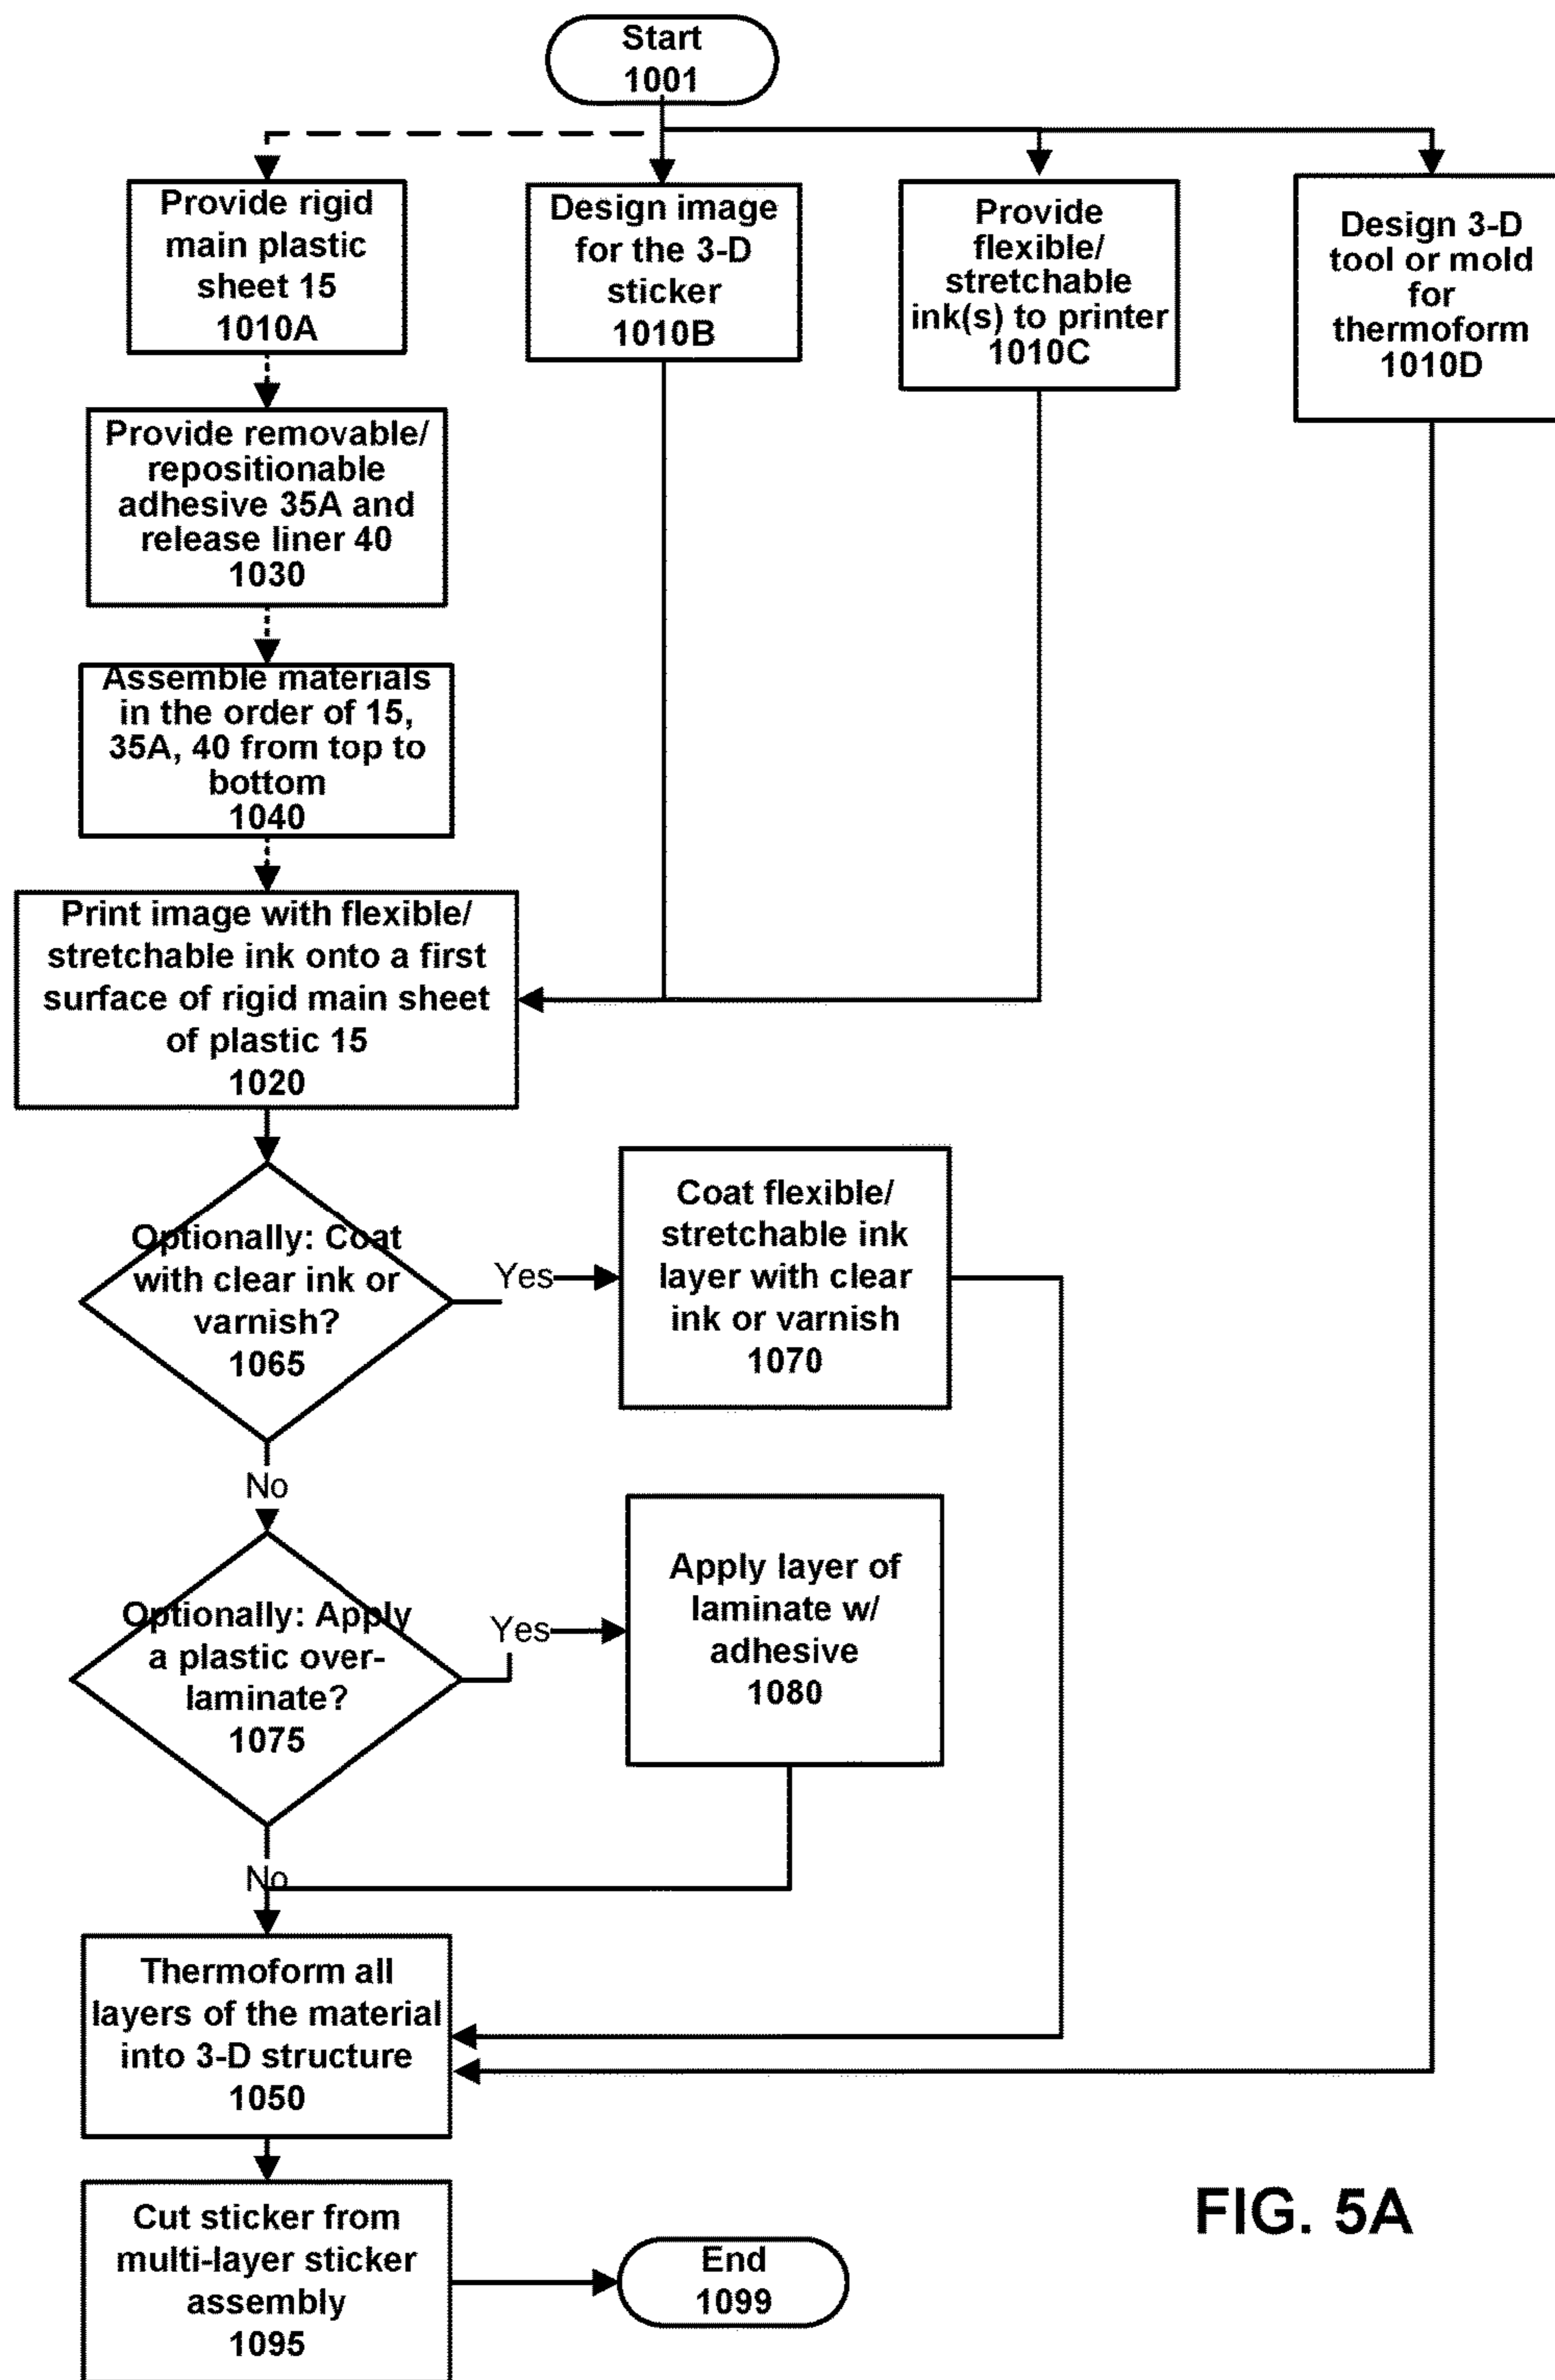 Start
1001
Provide rigid
main plastic
sheet 15
1010A
Design image
for the 3-D
sticker
1010B
Provide
flexible/
stretchable
ink(s) to printer
1010C
Design 3-D
tool or mold
for
thermoform
1010D
Provide removable/
repositionable
adhesive 35A and
release liner 40
1030
Assemble materials
in the order of 15,
35A, 40 from top to
bottom
1040
Print image with flexible/
stretchable ink onto a first
surface of rigid main sheet
of plastic 15
1020
Optionally: Coat
with clear ink or
varnish?
1065
Yes
Coat flexible/
stretchable ink
layer with clear
ink or varnish
1070
No
Optionally: Apply
a plastic over-
laminate?
1075
Yes
Apply layer of
laminate w/
adhesive
1080
No
Thermoform all
layers of the material
into 3-D structure
1050
Cut sticker from
multi-layer sticker
assembly
1095
End
1099
FIG. 5A